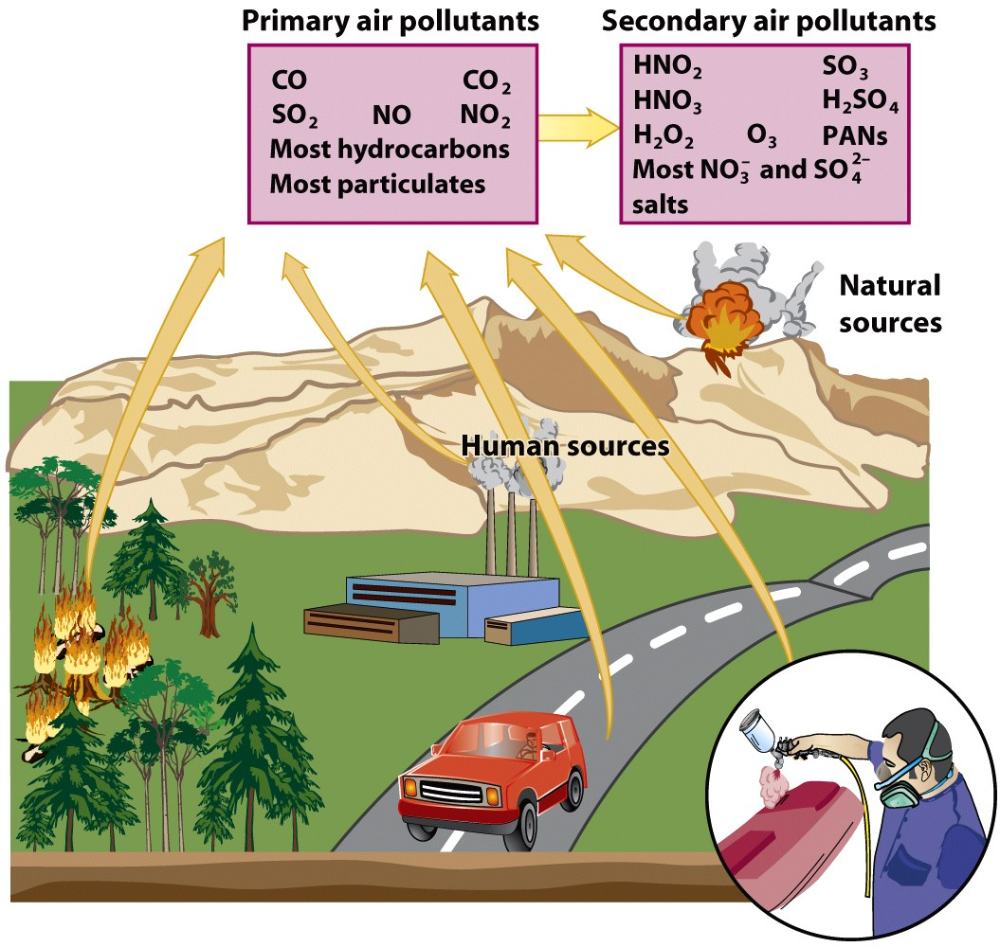 Primary air pollutants
CO CO₂
SO₂ NO NO₂
Most hydrocarbons
Most particulates
Secondary air pollutants
HNO₂ SO₃
HNO₃ H₂SO₄
H₂O₂ O₃ PANs
Most NO₃⁻ and SO₄²⁻
salts
Natural
sources
Human sources